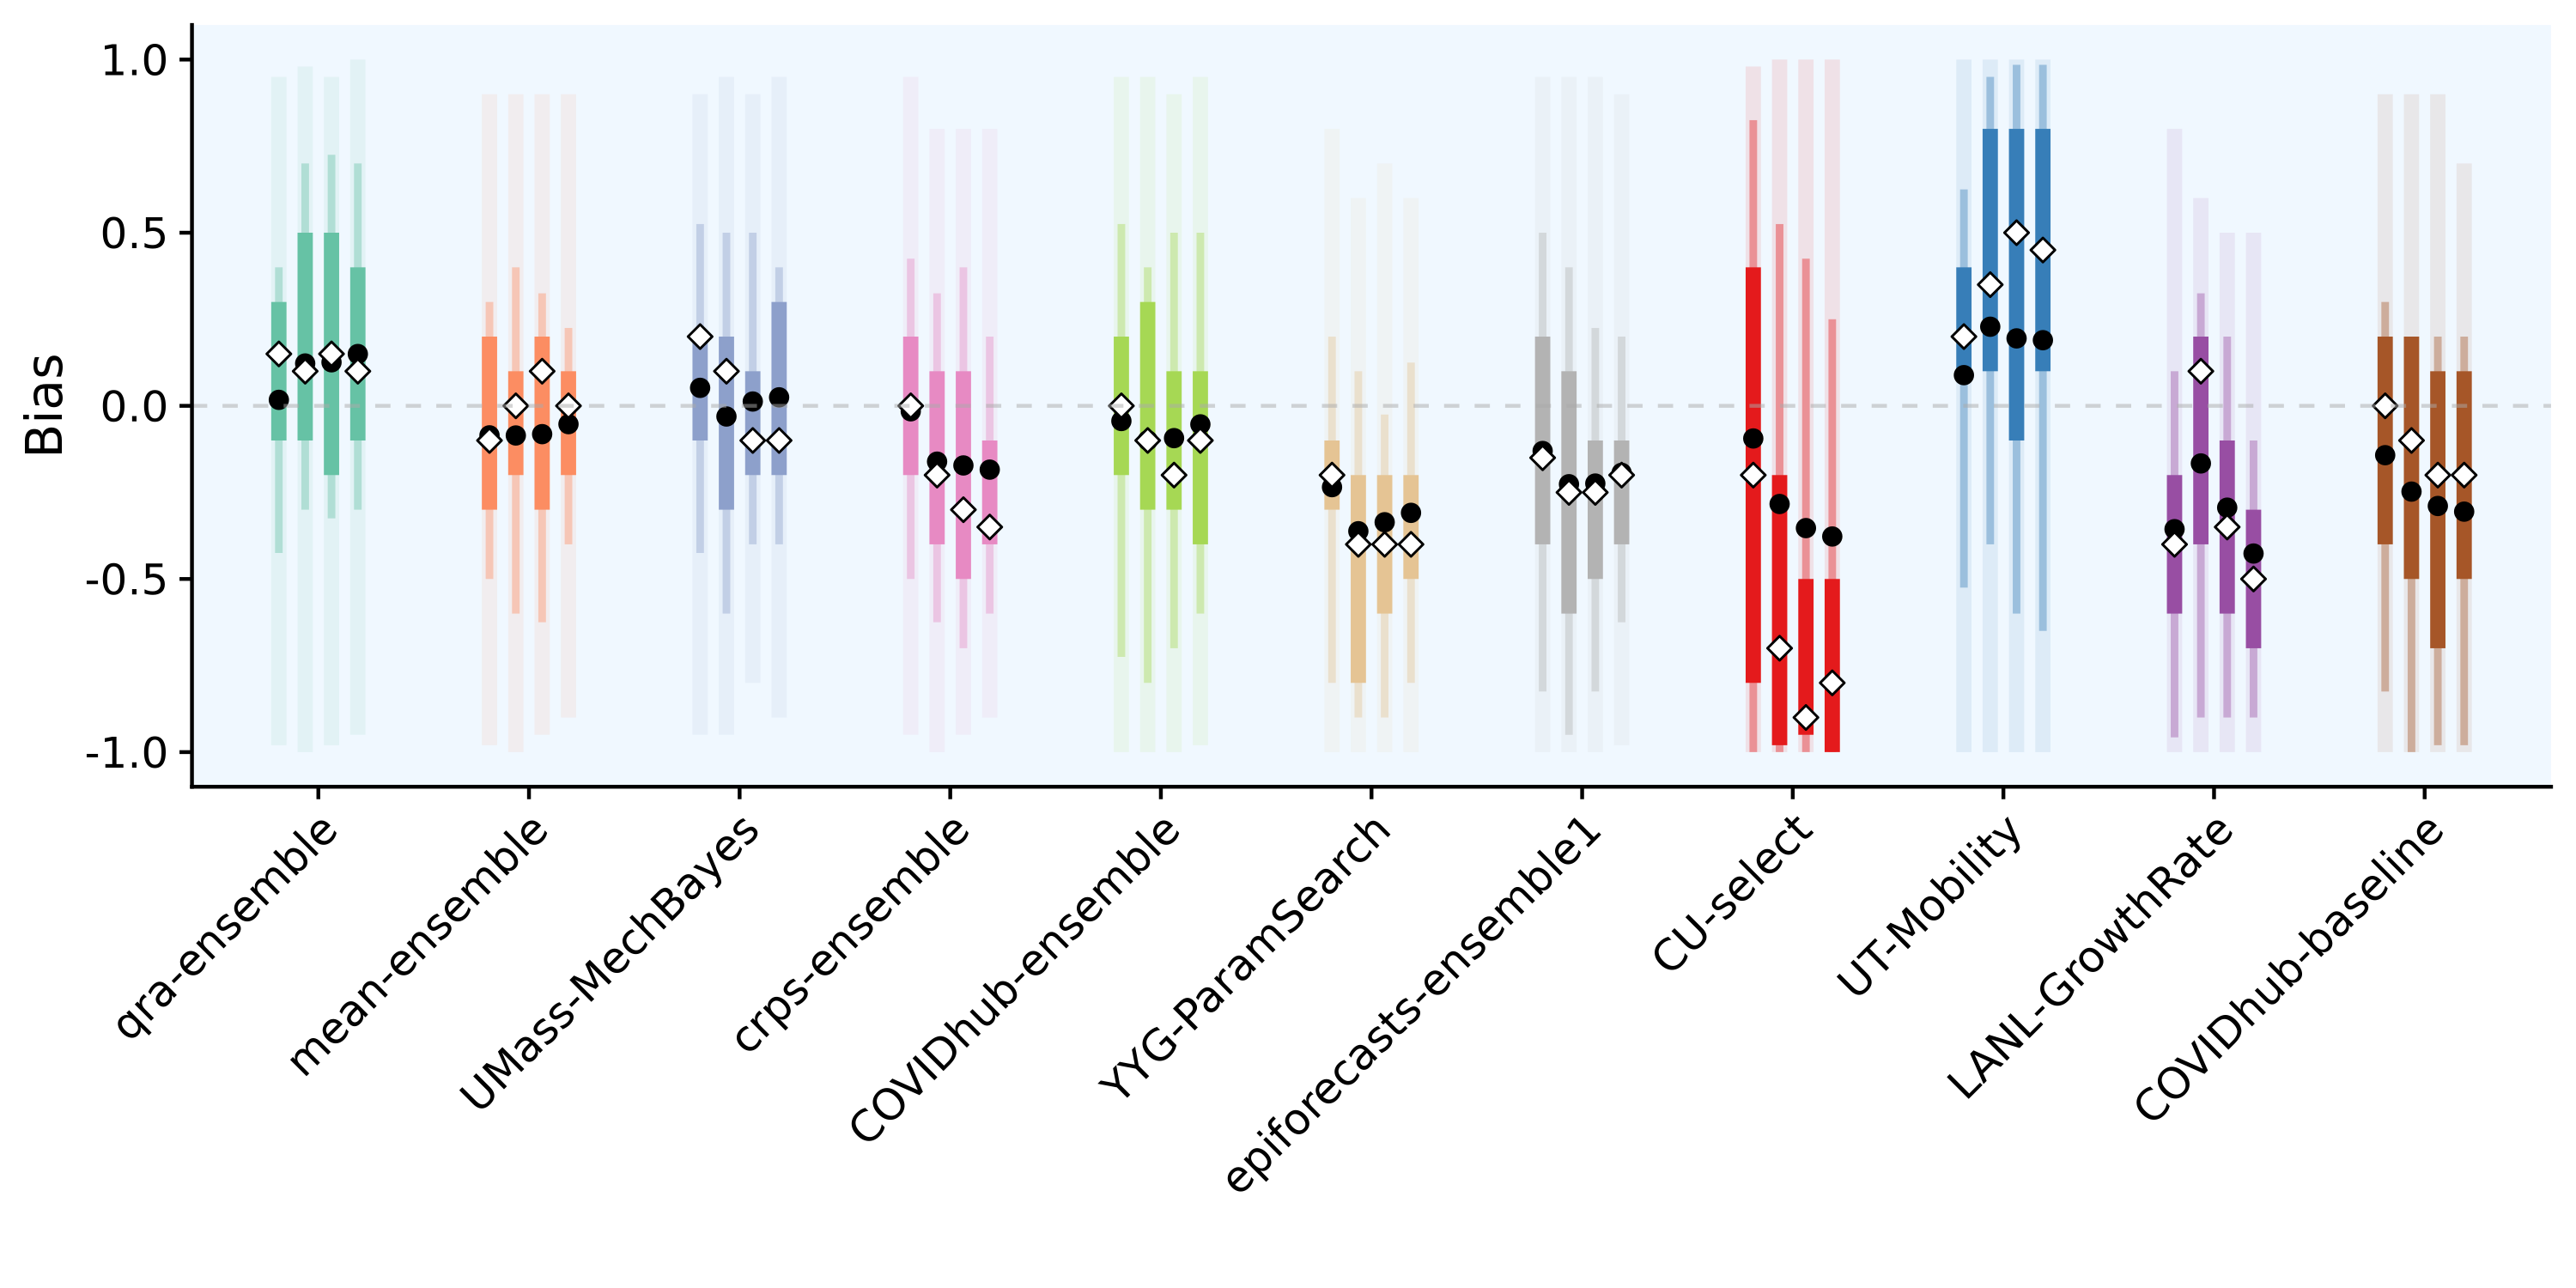 Bias
1.0
0.5
0.0
-0.5
-1.0
qra-ensemble
mean-ensemble
UMass-MechBayes
crps-ensemble
COVIDhub-ensemble
YYG-ParamSearch
epiforecasts-ensemble1
CU-select
UT-Mobility
LANL-GrowthRate
COVIDhub-baseline